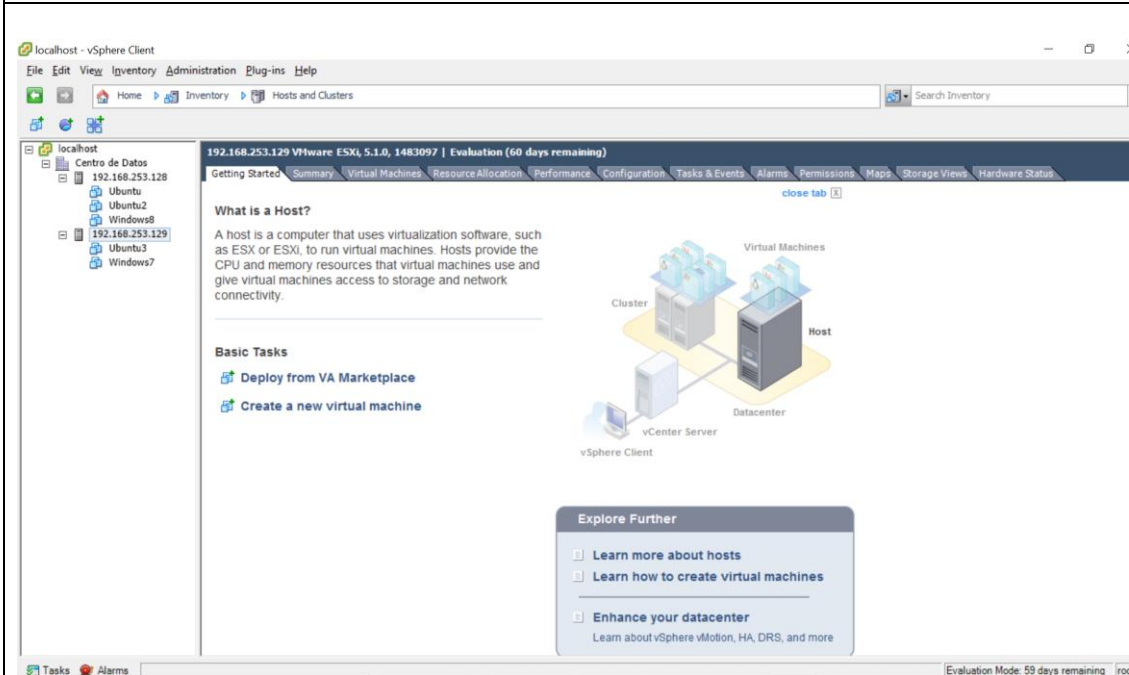 localhost - vSphere Client
File Edit View Inventory Administration Plug-ins Help
Home Inventory Hosts and Clusters
Search Inventory
localhost
Centro de Datos
192.168.253.128
Ubuntu
Ubuntu2
Windows8
192.168.253.129
Ubuntu3
Windows7
192.168.253.129 VMware ESXi, 5.1.0, 1483097 | Evaluation (60 days remaining)
Getting Started Summary Virtual Machines Resource Allocation Performance Configuration Tasks & Events Alarms Permissions Maps Storage Views Hardware Status
close tab X
What is a Host?
A host is a computer that uses virtualization software, such
as ESX or ESXi, to run virtual machines. Hosts provide the
CPU and memory resources that virtual machines use and
give virtual machines access to storage and network
connectivity.
Basic Tasks
Deploy from VA Marketplace
Create a new virtual machine
Virtual Machines
Cluster
Host
Datacenter
vCenter Server
vSphere Client
Explore Further
Learn more about hosts
Learn how to create virtual machines
Enhance your datacenter
Learn about vSphere vMotion, HA, DRS, and more
Tasks Alarms
Evaluation Mode: 59 days remaining